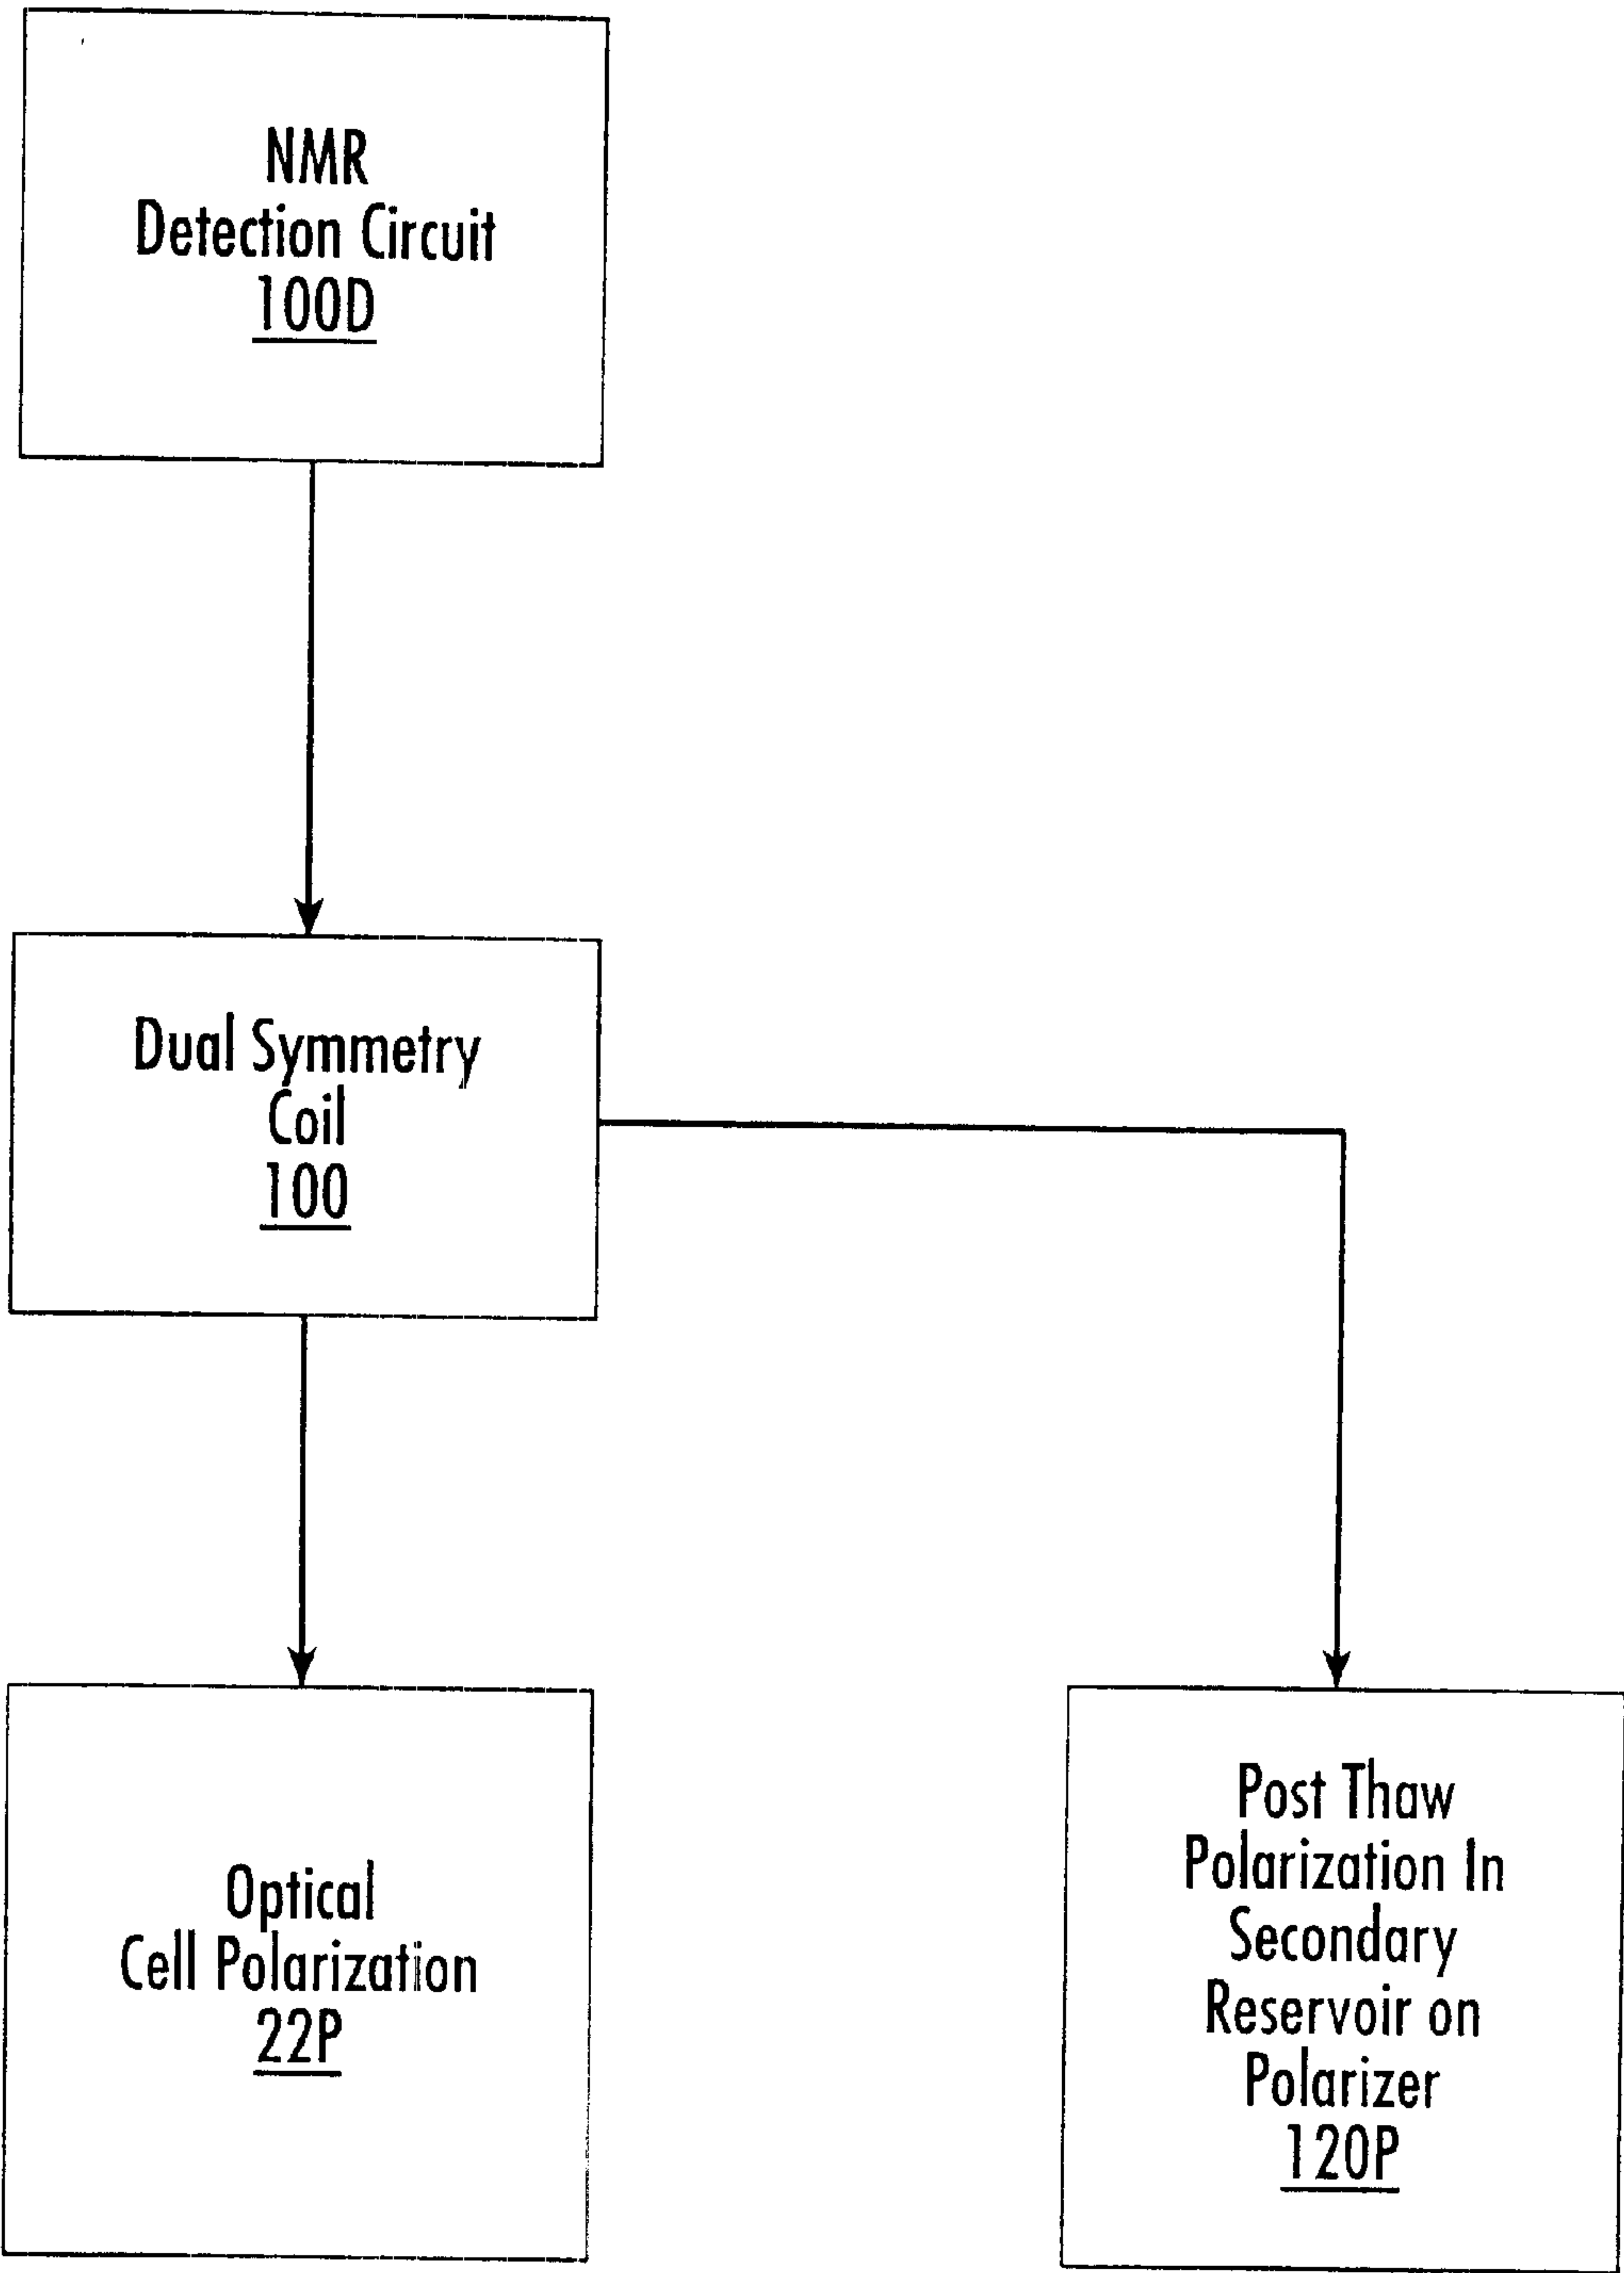 NMR
Detection Circuit
100D
Dual Symmetry
Coil
100
Optical
Cell Polarization
22P
Post Thaw
Polarization In
Secondary
Reservoir on
Polarizer
120P